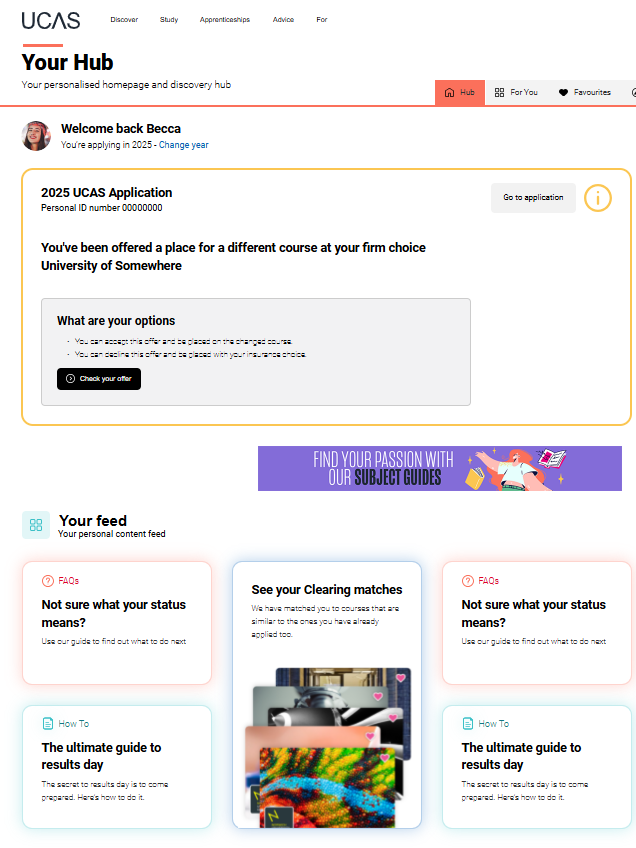 UCAS
Discover Study Apprenticeships Advice For
Your Hub
Your personalised homepage and discovery hub
Hub For You Favourites
Welcome back Becca
You're applying in 2025 - Change year
2025 UCAS Application
Personal ID number 00000000
Go to application
You've been offered a place for a different course at your firm choice
University of Somewhere
What are your options
· You can accept this offer and be placed on the changed course.
· You can decline this offer and be placed with your insurance choice.
Check your offer
FIND YOUR PASSION WITH
OUR SUBJECT GUIDES
Your feed
Your personal content feed
FAQs
Not sure what your status
means?
Use our guide to find out what to do next
How To
The ultimate guide to
results day
The secret to results day is to come
prepared. Here's how to do it.
See your Clearing matches
We have matched you to courses that are
similar to the ones you have already
applied too.
FAQs
Not sure what your status
means?
Use our guide to find out what to do next
How To
The ultimate guide to
results day
The secret to results day is to come
prepared. Here's how to do it.